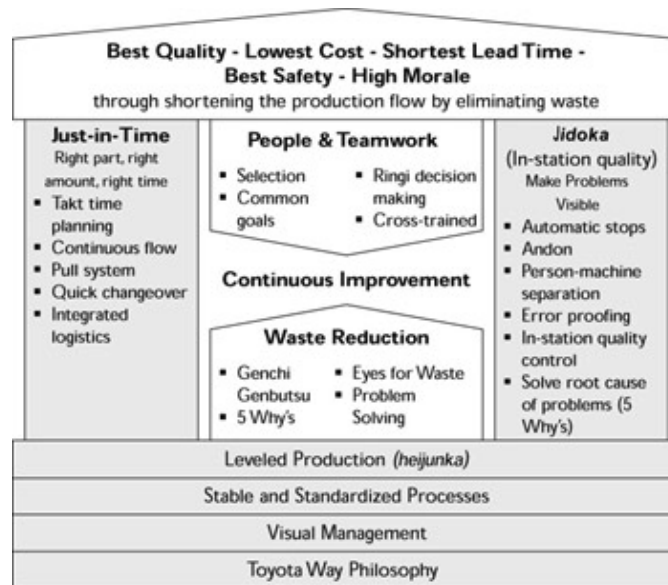 Best Quality - Lowest Cost - Shortest Lead Time -
Best Safety - High Morale
through shortening the production flow by eliminating waste
Just-in-Time
Right part, right
amount, right time
▪ Takt time
planning
▪ Continuous flow
▪ Pull system
▪ Quick changeover
▪ Integrated
logistics
People & Teamwork
▪ Selection
▪ Common
goals
▪ Ringi decision
making
▪ Cross-trained
Continuous Improvement
Waste Reduction
▪ Genchi
Genbutsu
▪ 5 Why's
▪ Eyes for Waste
▪ Problem
Solving
Jidoka
(In-station quality)
Make Problems
Visible
▪ Automatic stops
▪ Andon
▪ Person-machine
separation
▪ Error proofing
▪ In-station quality
control
▪ Solve root cause
of problems (5
Why's)
Leveled Production (heijunka)
Stable and Standardized Processes
Visual Management
Toyota Way Philosophy